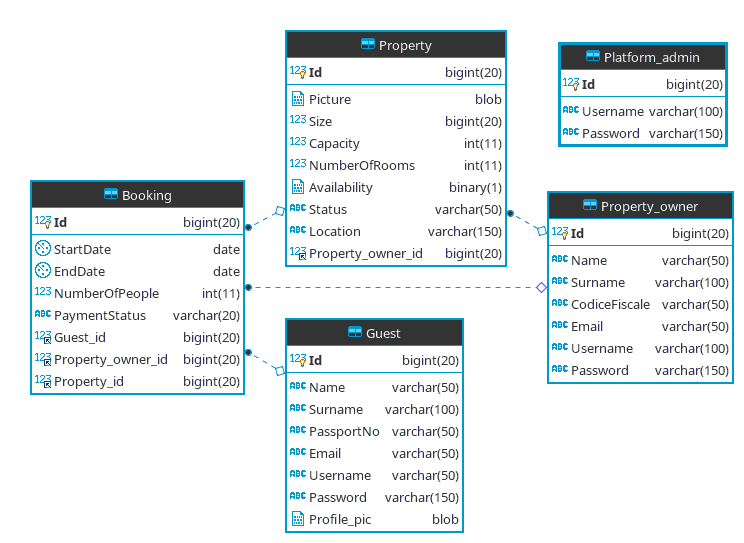 Property
123 Id bigint(20)
Picture blob
123 Size bigint(20)
123 Capacity int(11)
123 NumberOfRooms int(11)
Availability binary(1)
ABC Status varchar(50)
ABC Location varchar(150)
123 Property_owner_id bigint(20)
Platform_admin
123 Id bigint(20)
ABC Username varchar(100)
ABC Password varchar(150)
Booking
123 Id bigint(20)
StartDate date
EndDate date
123 NumberOfPeople int(11)
ABC PaymentStatus varchar(20)
123 Guest_id bigint(20)
123 Property_owner_id bigint(20)
123 Property_id bigint(20)
Property_owner
123 Id bigint(20)
ABC Name varchar(50)
ABC Surname varchar(100)
ABC CodiceFiscale varchar(50)
ABC Email varchar(50)
ABC Username varchar(100)
ABC Password varchar(150)
Guest
123 Id bigint(20)
ABC Name varchar(50)
ABC Surname varchar(100)
ABC PassportNo varchar(50)
ABC Email varchar(50)
ABC Username varchar(50)
ABC Password varchar(150)
Profile_pic blob